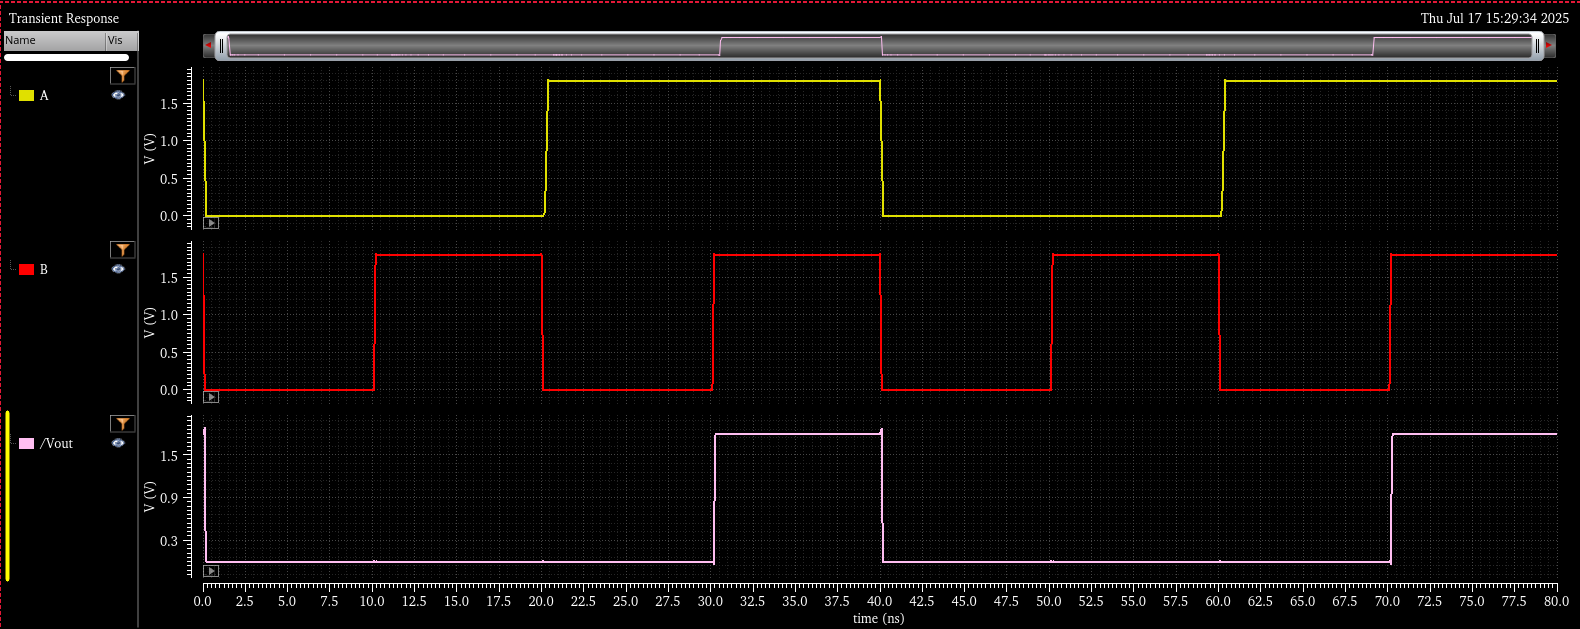 Transient Response
Thu Jul 17 15:29:34 2025
Name Vis
A
V (V)
1.5
1.0
0.5
0.0
B
V (V)
1.5
1.0
0.5
0.0
/Vout
V (V)
1.5
0.9
0.3
0.0 2.5 5.0 7.5 10.0 12.5 15.0 17.5 20.0 22.5 25.0 27.5 30.0 32.5 35.0 37.5 40.0 42.5 45.0 47.5 50.0 52.5 55.0 57.5 60.0 62.5 65.0 67.5 70.0 72.5 75.0 77.5 80.0
time (ns)